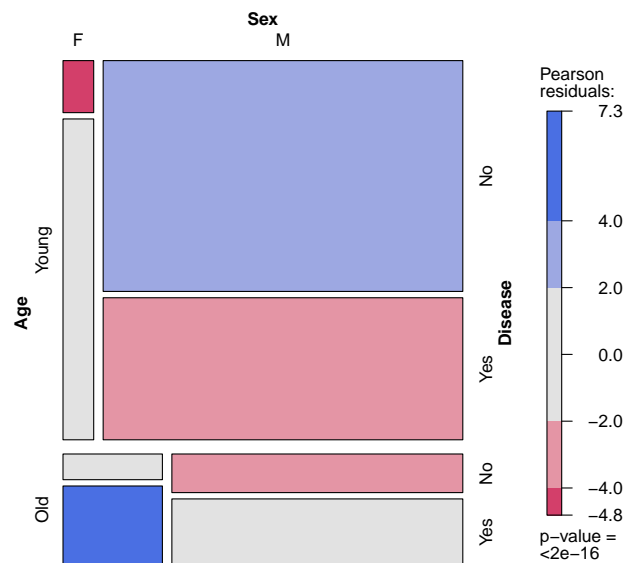 Sex
F M
Age
Young
Old
No
Yes
No
Yes
Disease
Pearson
residuals:
7.3
4.0
2.0
0.0
−2.0
−4.0
−4.8
p−value =
<2e−16